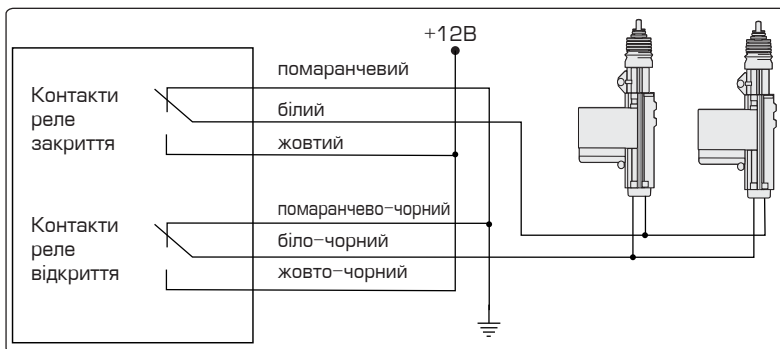 +12В
помаранчевий
Контакти
реле
закриття
білий
жовтий
Контакти
реле
відкриття
помаранчево-чорний
біло-чорний
жовто-чорний